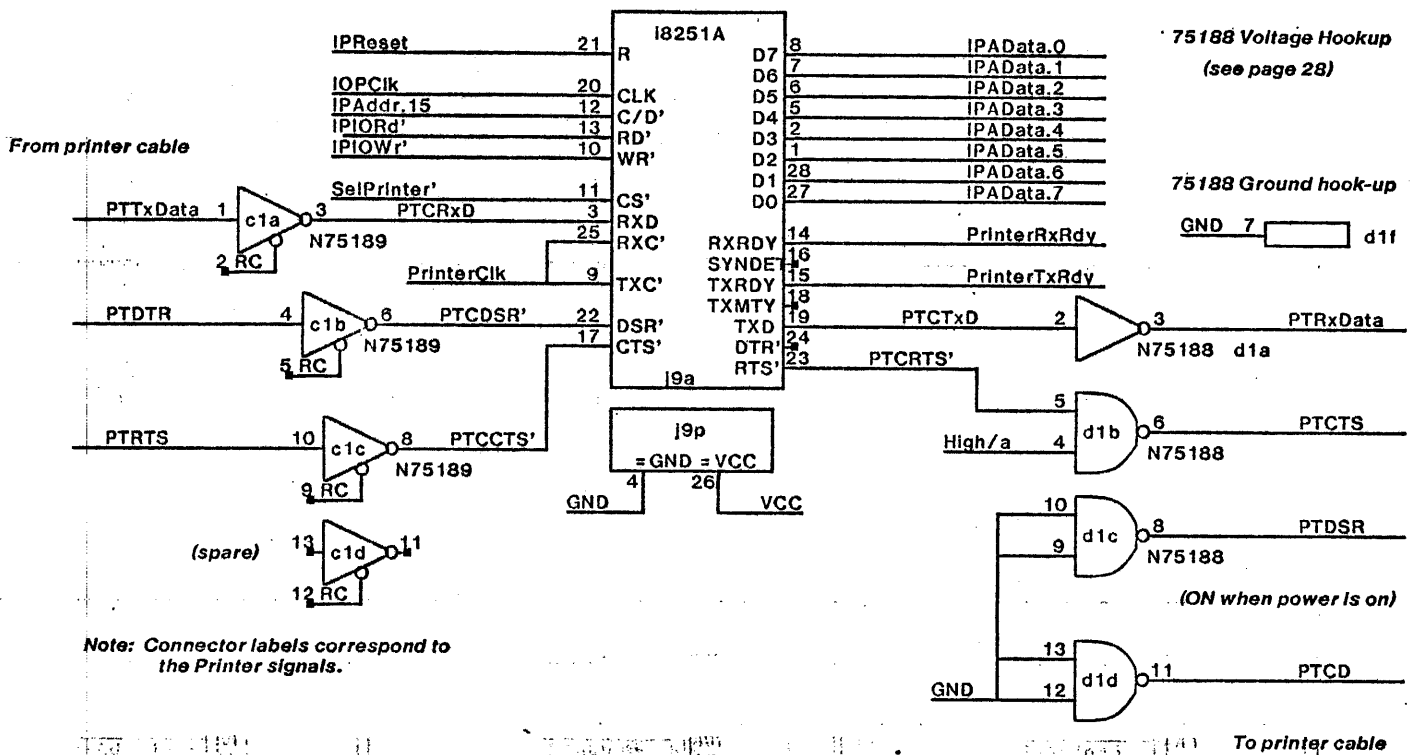 i8251A
IPReset 21 R
D7 8 IPAData.0
D6 7 IPAData.1
IOPClk 20 CLK
D5 6 IPAData.2
IPAddr.15 12 C/D'
D4 5 IPAData.3
IPIORd' 13 RD'
D3 2 IPAData.4
IPIOWr' 10 WR'
D2 1 IPAData.5
D1 28 IPAData.6
SelPrinter' 11 CS'
D0 27 IPAData.7
75188 Voltage Hookup
(see page 28)
From printer cable
PTTxData 1 c1a 3 PTCRxD 3 RXD
N75189
2 RC
25 RXC'
RXRDY 14 PrinterRxRdy
SYNDET 16
PrinterClk 9 TXC'
TXRDY 15 PrinterTxRdy
TXMTY 18
75188 Ground hook-up
GND 7 d1f
PTDTR 4 c1b 6 PTCDSR' 22 DSR'
N75189
5 RC
17 CTS'
TXD 19 PTCTxD 2 3 PTRxData
N75188 d1a
DTR' 24
RTS' 23 PTCRTS'
j9a
5
High/a 4 d1b 6 PTCTS
N75188
PTRTS 10 c1c 8 PTCCTS'
N75189
9 RC
j9p
=GND =VCC
4 26
GND VCC
(spare) 13 c1d 11
12 RC
10
9 d1c 8 PTDSR
N75188
(ON when power is on)
13
GND 12 d1d 11 PTCD
Note: Connector labels correspond to
the Printer signals.
To printer cable